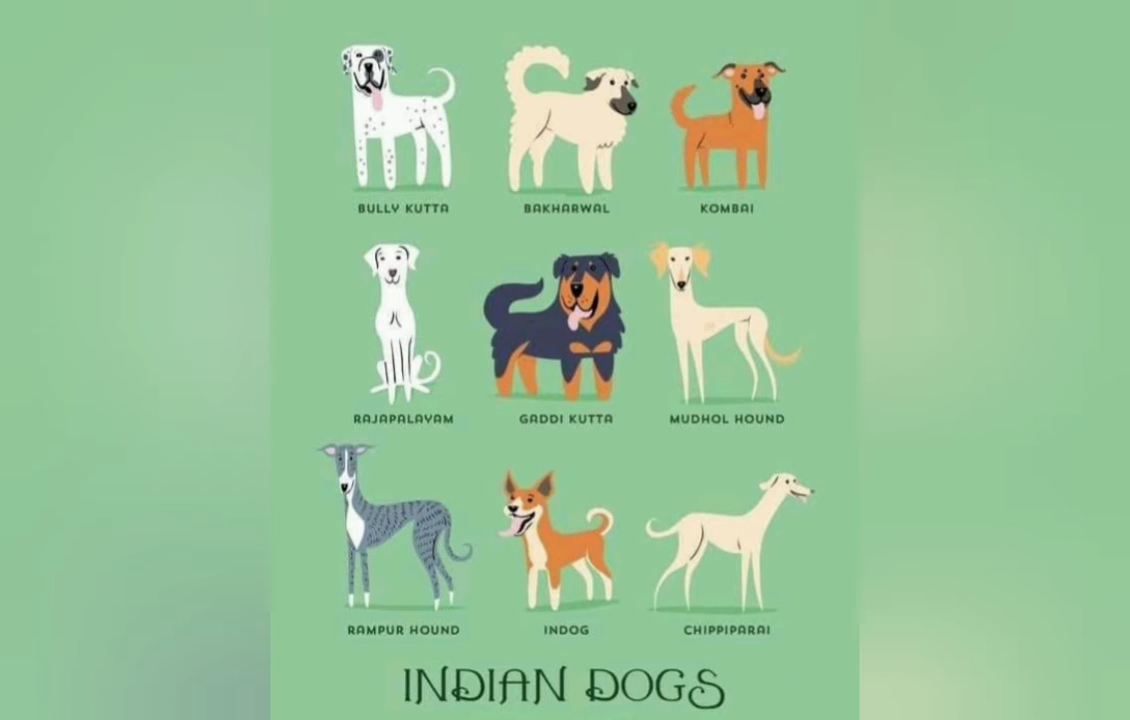 BULLY KUTTA
BAKHARWAL
KOMBAI
RAJAPALAYAM
GADDI KUTTA
MUDHOL HOUND
RAMPUR HOUND
INDOG
CHIPPIPARAI
INDIAN DOGS